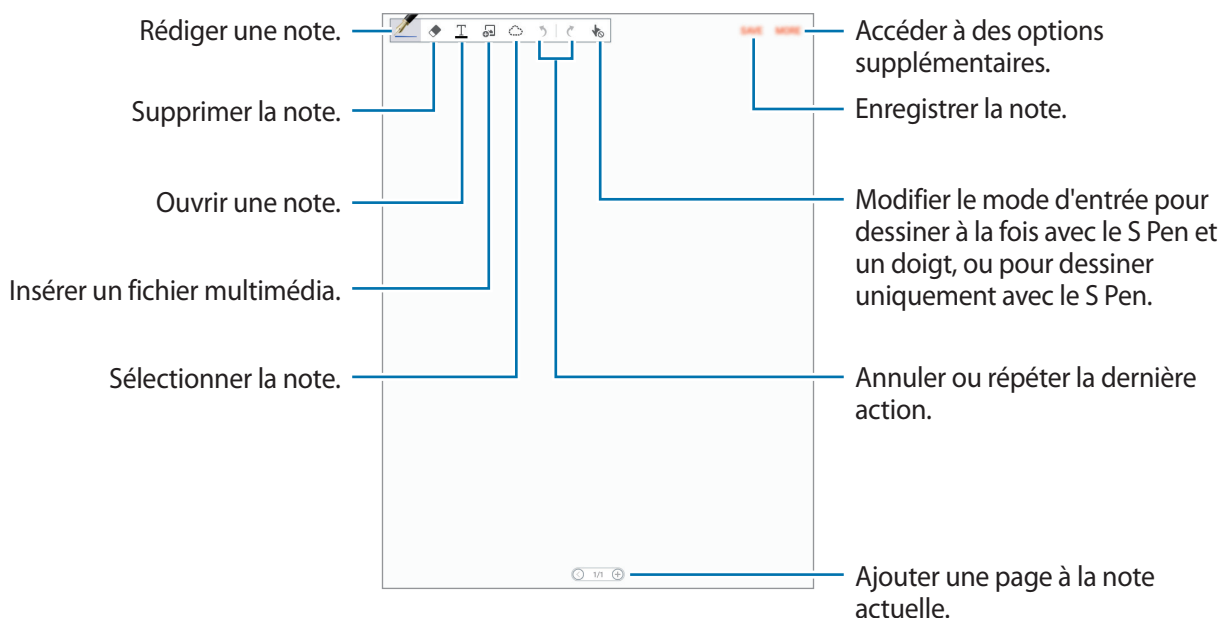 Rédiger une note.
Supprimer la note.
Ouvrir une note.
Insérer un fichier multimédia.
Sélectionner la note.
T
SAVE MORE
1/1
Accéder à des options
supplémentaires.
Enregistrer la note.
Modifier le mode d'entrée pour
dessiner à la fois avec le S Pen et
un doigt, ou pour dessiner
uniquement avec le S Pen.
Annuler ou répéter la dernière
action.
Ajouter une page à la note
actuelle.